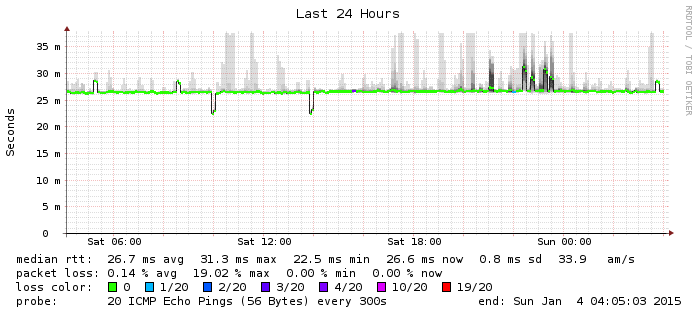 Last 24 Hours
RRDTOOL / TOBI OETIKER
Seconds
35 m
30 m
25 m
20 m
15 m
10 m
5 m
0
Sat 06:00 Sat 12:00 Sat 18:00 Sun 00:00
median rtt: 26.7 ms avg 31.3 ms max 22.5 ms min 26.6 ms now 0.8 ms sd 33.9 am/s
packet loss: 0.14 % avg 19.02 % max 0.00 % min 0.00 % now
loss color: 0 1/20 2/20 3/20 4/20 10/20 19/20
probe: 20 ICMP Echo Pings (56 Bytes) every 300s end: Sun Jan 4 04:05:03 2015